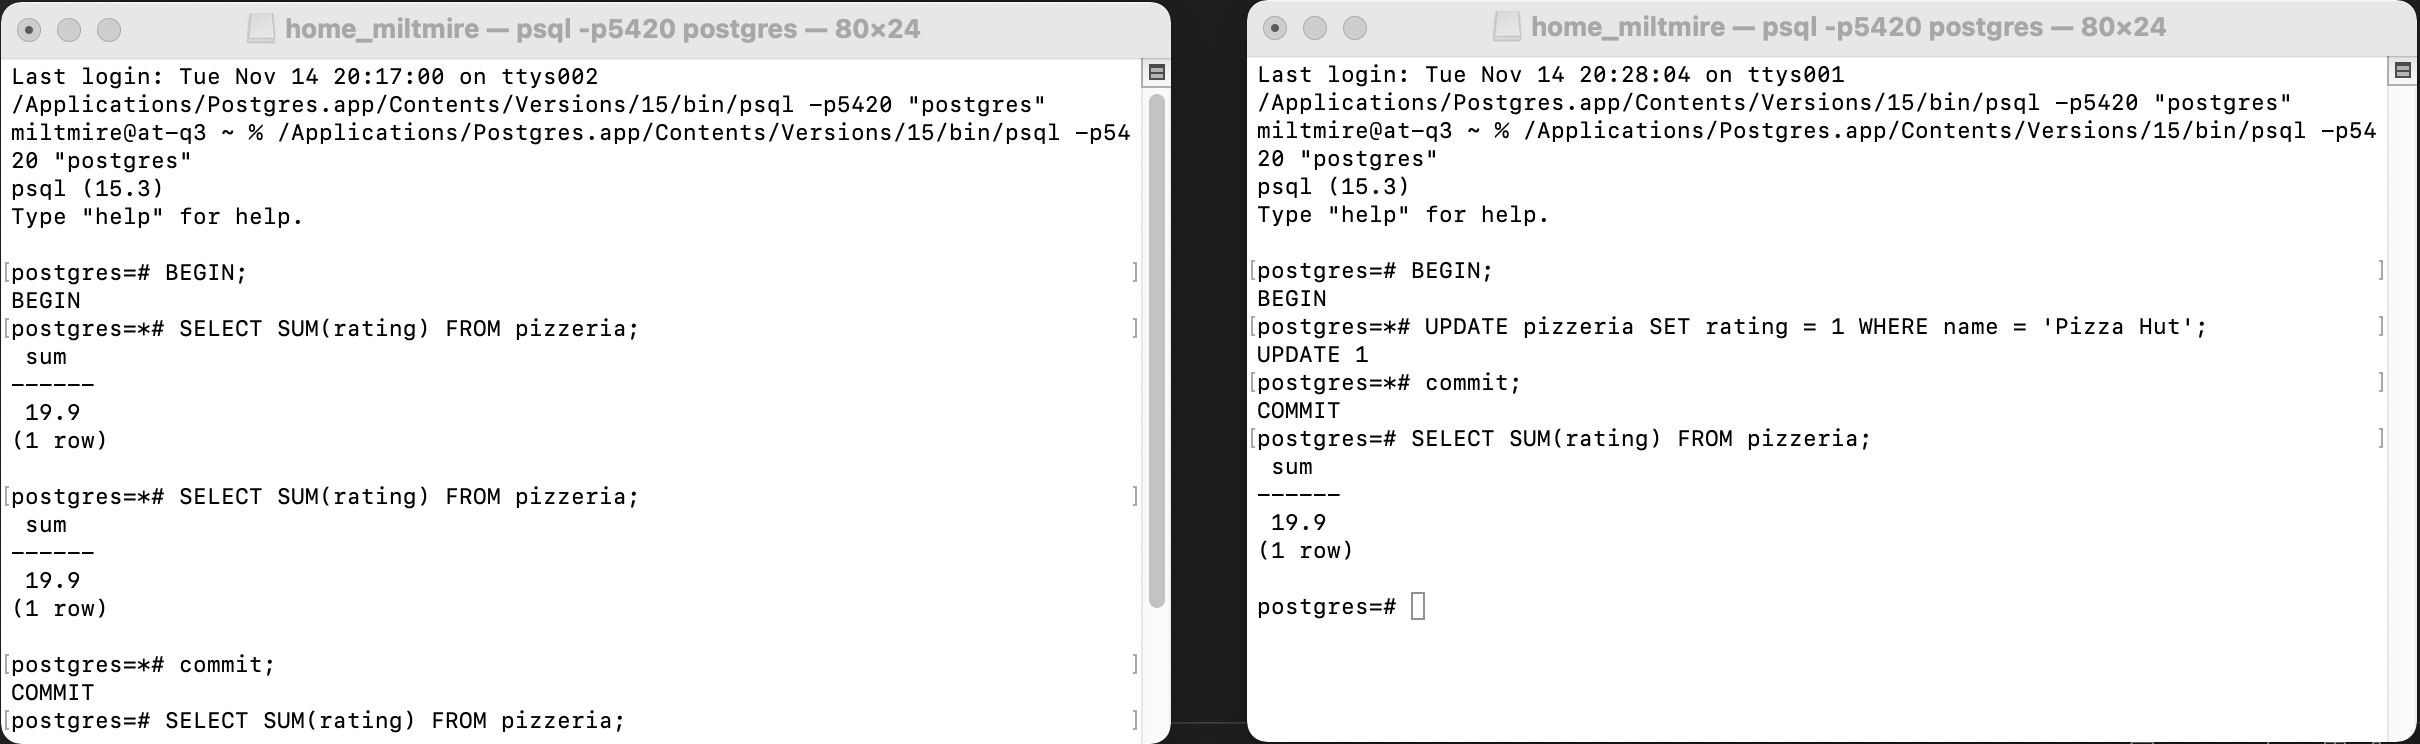 home_miltmire — psql -p5420 postgres — 80×24
Last login: Tue Nov 14 20:17:00 on ttys002
/Applications/Postgres.app/Contents/Versions/15/bin/psql -p5420 "postgres"
miltmire@at-q3 ~ % /Applications/Postgres.app/Contents/Versions/15/bin/psql -p54
20 "postgres"
psql (15.3)
Type "help" for help.
[postgres=# BEGIN; ]
BEGIN
[postgres=*# SELECT SUM(rating) FROM pizzeria; ]
 sum
------
 19.9
(1 row)
[postgres=*# SELECT SUM(rating) FROM pizzeria; ]
 sum
------
 19.9
(1 row)
[postgres=*# commit; ]
COMMIT
[postgres=# SELECT SUM(rating) FROM pizzeria; ]
home_miltmire — psql -p5420 postgres — 80×24
Last login: Tue Nov 14 20:28:04 on ttys001
/Applications/Postgres.app/Contents/Versions/15/bin/psql -p5420 "postgres"
miltmire@at-q3 ~ % /Applications/Postgres.app/Contents/Versions/15/bin/psql -p54
20 "postgres"
psql (15.3)
Type "help" for help.
[postgres=# BEGIN; ]
BEGIN
[postgres=*# UPDATE pizzeria SET rating = 1 WHERE name = 'Pizza Hut'; ]
UPDATE 1
[postgres=*# commit; ]
COMMIT
[postgres=# SELECT SUM(rating) FROM pizzeria; ]
 sum
------
 19.9
(1 row)
postgres=#